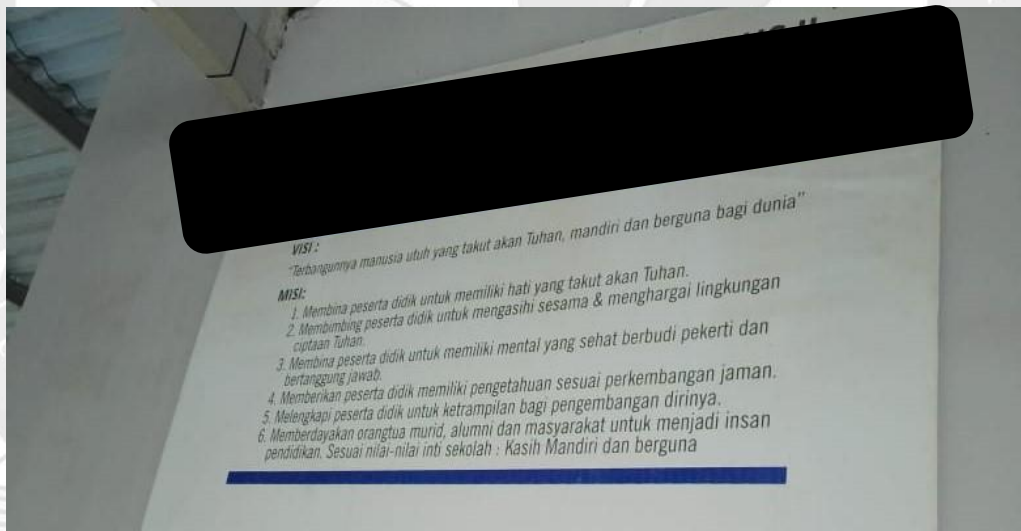 VISI :
"Terbangunnya manusia utuh yang takut akan Tuhan, mandiri dan berguna bagi dunia"
MISI:
1. Membina peserta didik untuk memiliki hati yang takut akan Tuhan.
2. Membimbing peserta didik untuk mengasihi sesama & menghargai lingkungan
ciptaan Tuhan.
3. Membina peserta didik untuk memiliki mental yang sehat berbudi pekerti dan
bertanggung jawab.
4. Memberikan peserta didik memiliki pengetahuan sesuai perkembangan jaman.
5. Melengkapi peserta didik untuk ketrampilan bagi pengembangan dirinya.
6. Memberdayakan orangtua murid, alumni dan masyarakat untuk menjadi insan
pendidikan. Sesuai nilai-nilai inti sekolah : Kasih Mandiri dan berguna